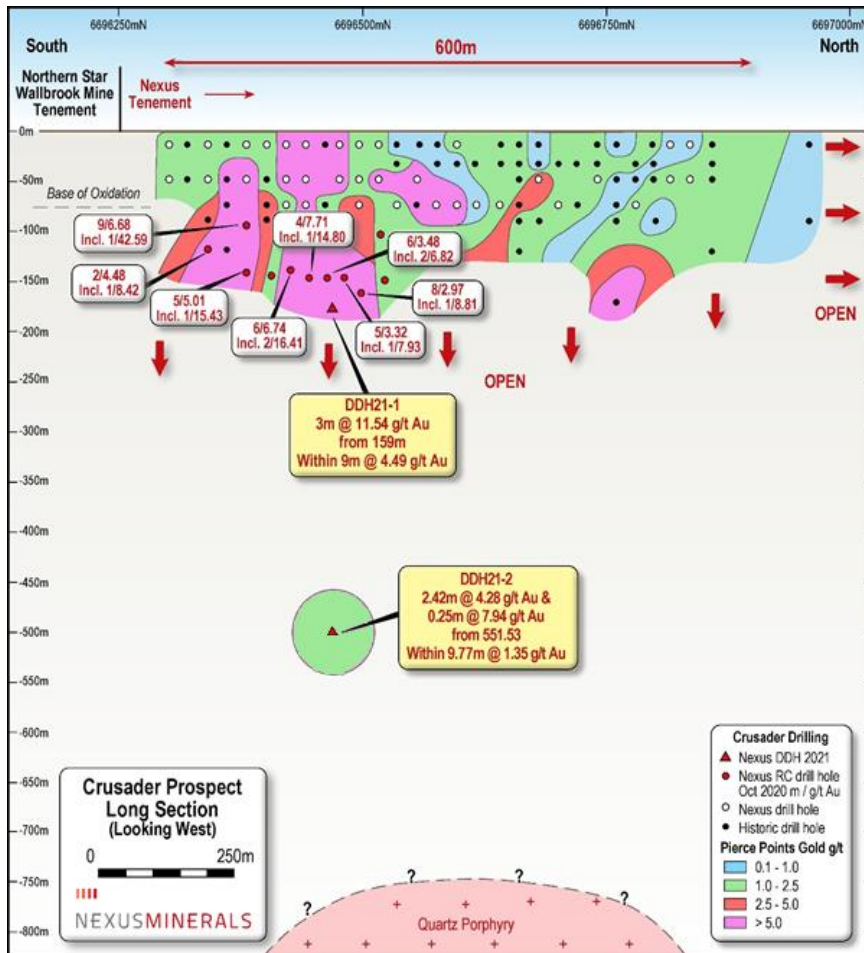 6696250mN
6696500mN
6696750mN
6697000mN
South
600m
North
Northern Star
Wallbrook Mine
Tenement
Nexus
Tenement
0m
-50m
Base of Oxidation
-100m
-150m
-200m
-250m
-300m
-350m
-400m
-450m
-500m
-550m
-600m
-650m
-700m
-750m
-800m
9/6.68
Incl. 1/42.59
4/7.71
Incl. 1/14.80
6/3.48
Incl. 2/6.82
2/4.48
Incl. 1/8.42
5/5.01
Incl. 1/15.43
6/6.74
Incl. 2/16.41
5/3.32
Incl. 1/7.93
8/2.97
Incl. 1/8.81
OPEN
OPEN
DDH21-1
3m @ 11.54 g/t Au
from 159m
Within 9m @ 4.49 g/t Au
DDH21-2
2.42m @ 4.28 g/t Au &
0.25m @ 7.94 g/t Au
from 551.53
Within 9.77m @ 1.35 g/t Au
Crusader Prospect
Long Section
(Looking West)
0 250m
NEXUSMINERALS
? ? ? ?
Quartz Porphyry
Crusader Drilling
Nexus DDH 2021
Nexus RC drill hole
Oct 2020 m / g/t Au
Nexus drill hole
Historic drill hole
Pierce Points Gold g/t
0.1 - 1.0
1.0 - 2.5
2.5 - 5.0
> 5.0